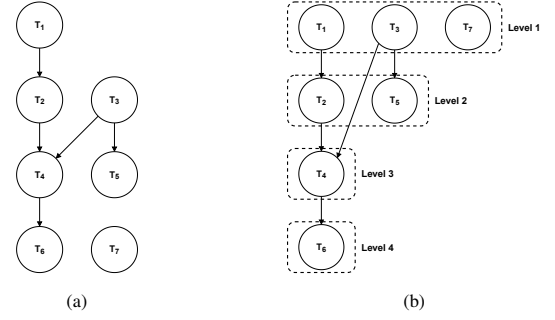 T1
T1 T3 T7 Level 1
T2 T3
T2 T5 Level 2
T4 T5
T4 Level 3
T6 T7
T6 Level 4
(a) (b)